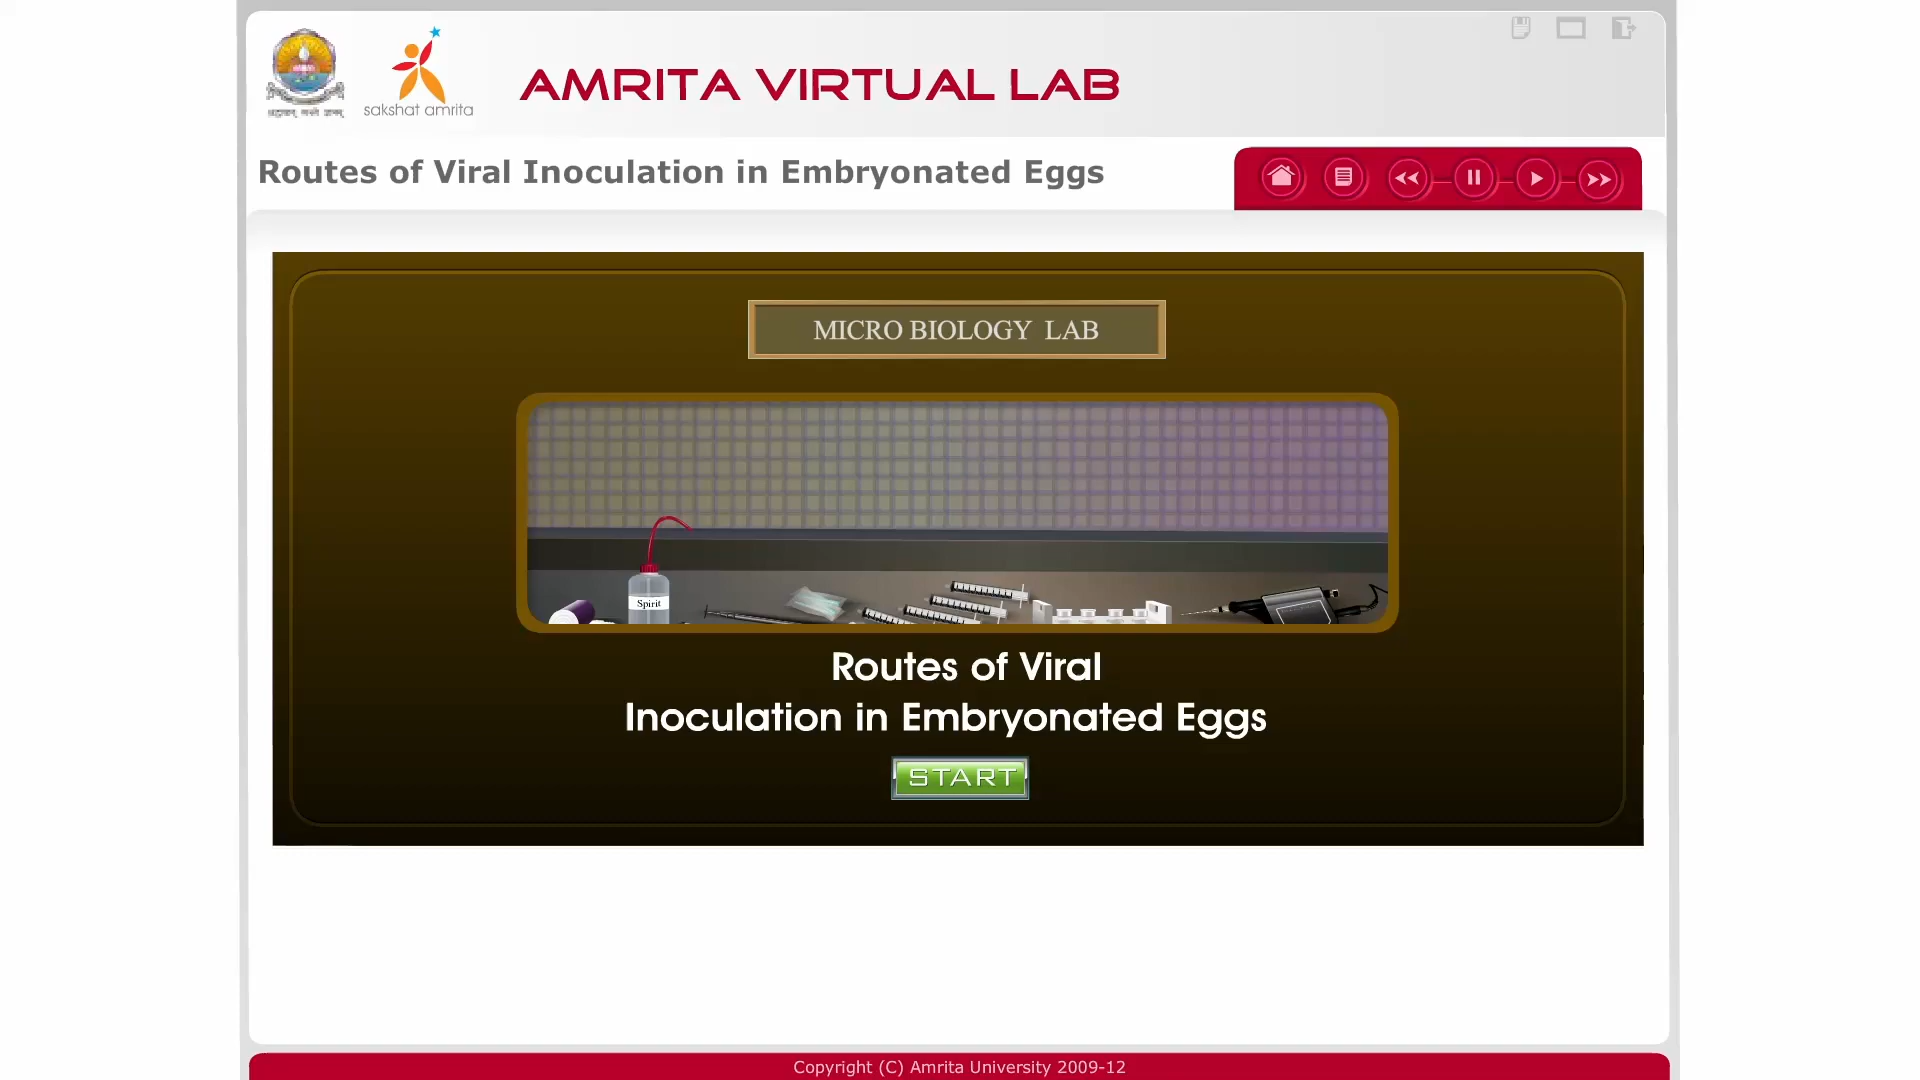 sakshat amrita
AMRITA VIRTUAL LAB
Routes of Viral Inoculation in Embryonated Eggs
MICRO BIOLOGY LAB
Spirit
Routes of Viral
Inoculation in Embryonated Eggs
START
Copyright (C) Amrita University 2009-12